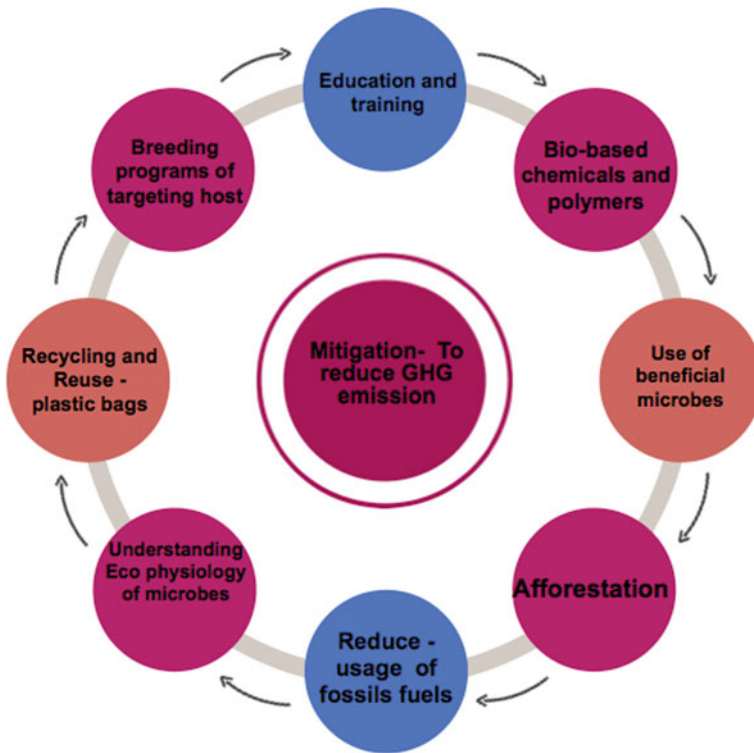 Education and
training
Bio-based
chemicals and
polymers
Use of
beneficial
microbes
Afforestation
Reduce -
usage of
fossils fuels
Understanding
Eco physiology
of microbes
Recycling and
Reuse -
plastic bags
Breeding
programs of
targeting host
Mitigation- To
reduce GHG
emission